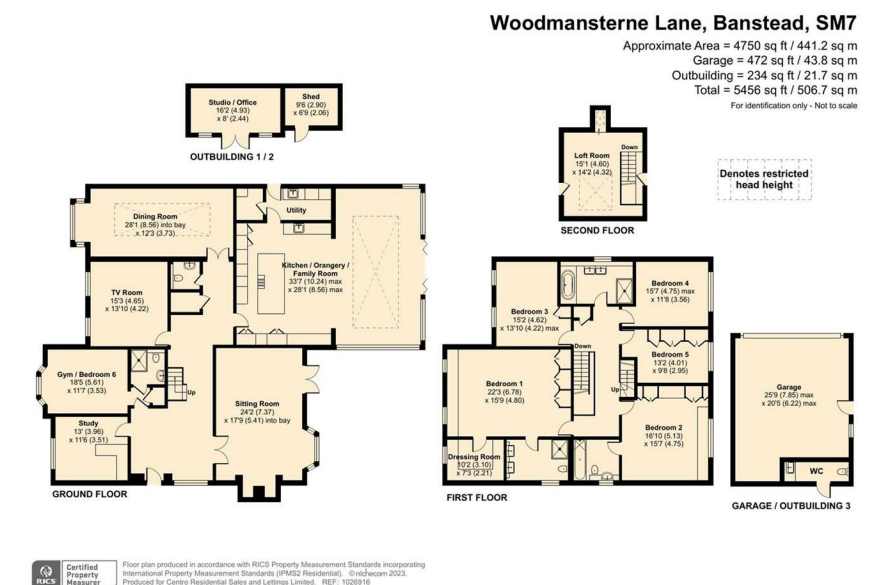 Woodmansterne Lane, Banstead, SM7
Approximate Area = 4750 sq ft / 441.2 sq m
Garage = 472 sq ft / 43.8 sq m
Outbuilding = 234 sq ft / 21.7 sq m
Total = 5456 sq ft / 506.7 sq m
For identification only - Not to scale
Studio / Office
16'2 (4.93)
x 8' (2.44)
Shed
9'6 (2.90)
x 6'9 (2.06)
OUTBUILDING 1 / 2
Loft Room
15'1 (4.60)
x 14'2 (4.32)
Down
SECOND FLOOR
Denotes restricted
head height
Dining Room
28'1 (8.56) into bay
x 12'3 (3.73)
Utility
Kitchen / Orangery /
Family Room
33'7 (10.24) max
x 28'1 (8.56) max
TV Room
15'3 (4.65)
x 13'10 (4.22)
Gym / Bedroom 6
18'5 (5.61)
x 11'7 (3.53)
Up
Sitting Room
24'2 (7.37)
x 17'9 (5.41) into bay
Study
13' (3.96)
x 11'6 (3.51)
GROUND FLOOR
Bedroom 3
15'2 (4.62)
x 13'10 (4.22) max
Bedroom 4
15'7 (4.75) max
x 11'8 (3.56)
Down
Bedroom 5
13'2 (4.01)
x 9'8 (2.95)
Up
Bedroom 1
22'3 (6.78)
x 15'9 (4.80)
Bedroom 2
16'10 (5.13)
x 15'7 (4.75)
Dressing Room
10'2 (3.10)
x 7'3 (2.21)
FIRST FLOOR
Garage
25'9 (7.85) max
x 20'5 (6.22) max
WC
GARAGE / OUTBUILDING 3
RICS
Certified
Property
Measurer
Floor plan produced in accordance with RICS Property Measurement Standards incorporating
International Property Measurement Standards (IPMS2 Residential). © nichecom 2023.
Produced for Centro Residential Sales and Lettings Limited. REF: 1026916